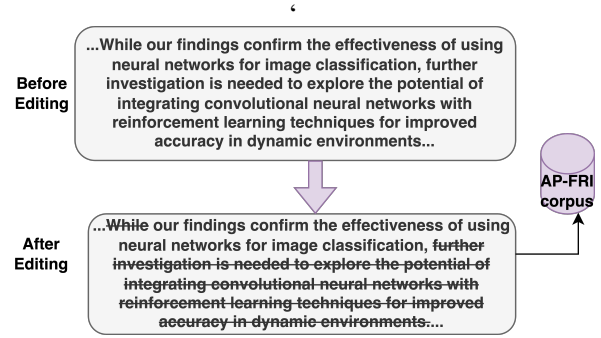 ‘
...While our findings confirm the effectiveness of using
neural networks for image classification, further
investigation is needed to explore the potential of
integrating convolutional neural networks with
reinforcement learning techniques for improved
accuracy in dynamic environments...
Before
Editing
AP-FRI
corpus
...While our findings confirm the effectiveness of using
neural networks for image classification, further
investigation is needed to explore the potential of
integrating convolutional neural networks with
reinforcement learning techniques for improved
accuracy in dynamic environments....
After
Editing